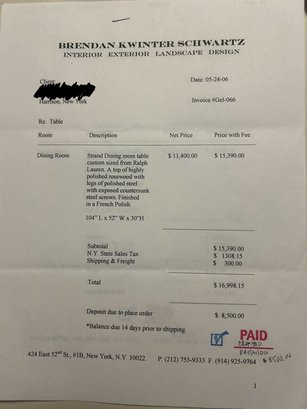 BRENDAN KWINTER SCHWARTZ
INTERIOR EXTERIOR LANDSCAPE DESIGN
Client
Date: 05-24-06
Harrison, New York
Invoice #Gel-066
Re: Table
Room Description Net Price Price with Fee
Dining Room Strand Dining room table $ 11,400.00 $ 15,390.00
custom sized from Ralph
Lauren. A top of highly
polished rosewood with
legs of polished steel
with exposed countersunk
steel screws. Finished
in a French Polish.
104" L x 52" W x 30"H
Subtotal $ 15,390.00
N.Y. State Sales Tax $ 1308.15
Shipping & Freight $ 300.00
Total $ 16,998.15
Deposit due to place order $ 8,500.00
*Balance due 14 days prior to shipping.
PAID
$8500.00
424 East 52nd St., #1B, New York, N.Y 10022. P. (212) 753-9333 F. (914) 925-9764
1